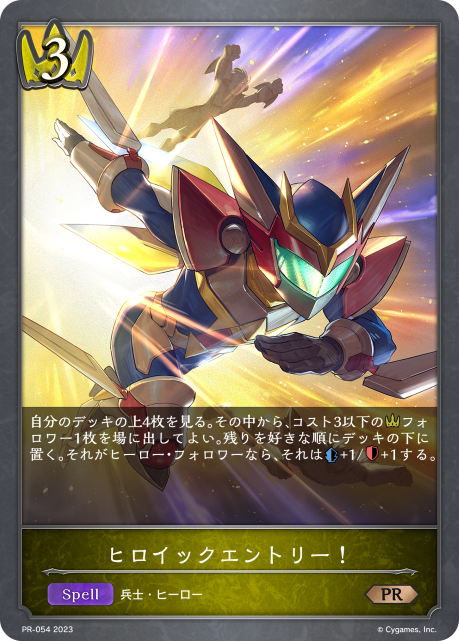 3
自分のデッキの上4枚を見る。その中から、コスト3以下のフォ
ロワー1枚を場に出してよい。残りを好きな順にデッキの下に
置く。それがヒーロー・フォロワーなら、それは+1/+1する。
ヒロイックエントリー!
Spell 兵士・ヒーロー PR
PR-054 2023 © Cygames, Inc.